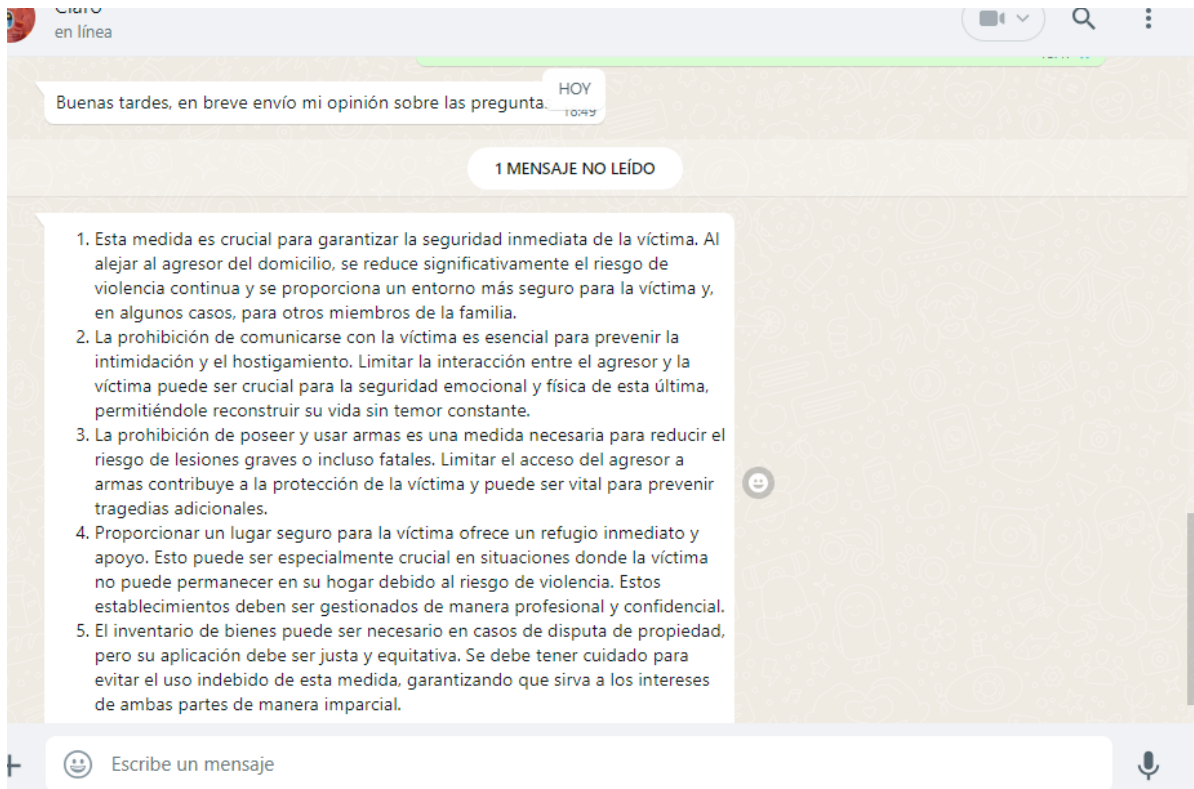 Claro
en línea
HOY
Buenas tardes, en breve envío mi opinión sobre las pregunta.
18:49
1 MENSAJE NO LEÍDO
1. Esta medida es crucial para garantizar la seguridad inmediata de la víctima. Al
alejar al agresor del domicilio, se reduce significativamente el riesgo de
violencia continua y se proporciona un entorno más seguro para la víctima y,
en algunos casos, para otros miembros de la familia.
2. La prohibición de comunicarse con la víctima es esencial para prevenir la
intimidación y el hostigamiento. Limitar la interacción entre el agresor y la
víctima puede ser crucial para la seguridad emocional y física de esta última,
permitiéndole reconstruir su vida sin temor constante.
3. La prohibición de poseer y usar armas es una medida necesaria para reducir el
riesgo de lesiones graves o incluso fatales. Limitar el acceso del agresor a
armas contribuye a la protección de la víctima y puede ser vital para prevenir
tragedias adicionales.
4. Proporcionar un lugar seguro para la víctima ofrece un refugio inmediato y
apoyo. Esto puede ser especialmente crucial en situaciones donde la víctima
no puede permanecer en su hogar debido al riesgo de violencia. Estos
establecimientos deben ser gestionados de manera profesional y confidencial.
5. El inventario de bienes puede ser necesario en casos de disputa de propiedad,
pero su aplicación debe ser justa y equitativa. Se debe tener cuidado para
evitar el uso indebido de esta medida, garantizando que sirva a los intereses
de ambas partes de manera imparcial.
Escribe un mensaje